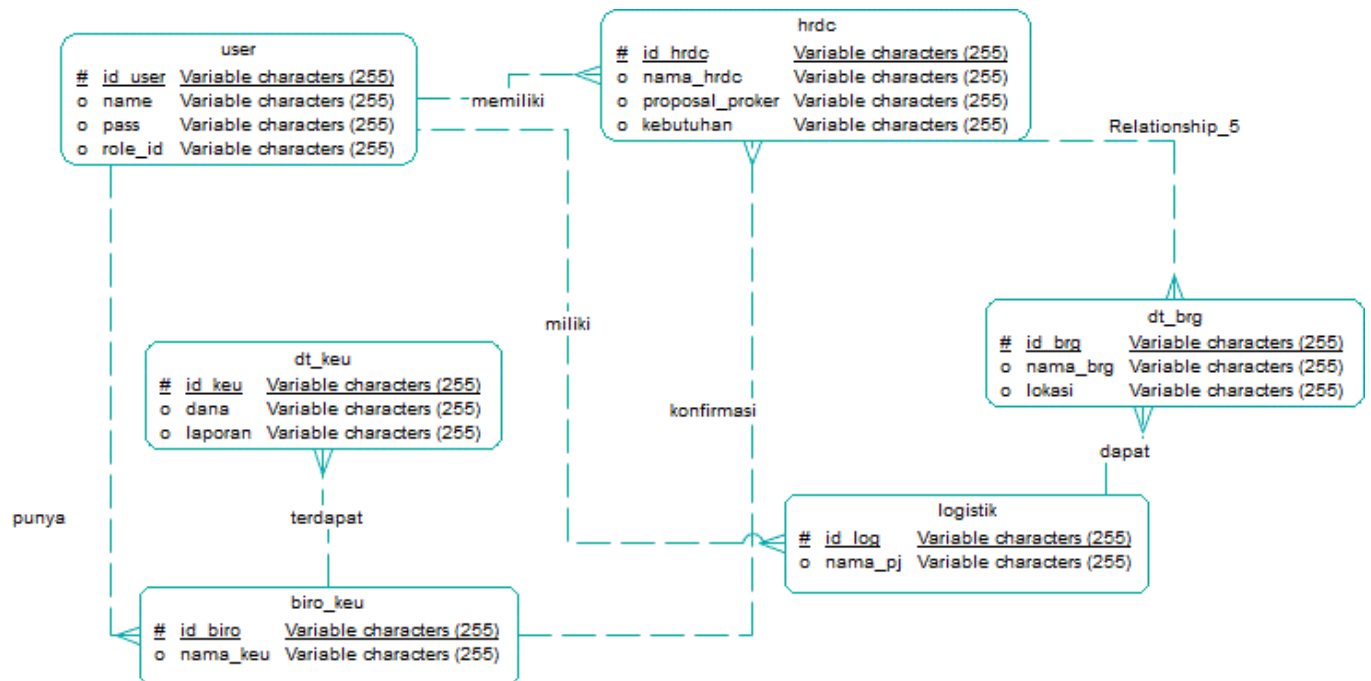 user
# id_user Variable characters (255)
o name Variable characters (255)
o pass Variable characters (255)
o role_id Variable characters (255)
memiliki
hrdc
# id_hrdc Variable characters (255)
o nama_hrdc Variable characters (255)
o proposal_proker Variable characters (255)
o kebutuhan Variable characters (255)
Relationship_5
miliki
dt_brg
# id_brg Variable characters (255)
o nama_brg Variable characters (255)
o lokasi Variable characters (255)
dt_keu
# id_keu Variable characters (255)
o dana Variable characters (255)
o laporan Variable characters (255)
konfirmasi
dapat
punya
terdapat
logistik
# id_log Variable characters (255)
o nama_pj Variable characters (255)
biro_keu
# id_biro Variable characters (255)
o nama_keu Variable characters (255)